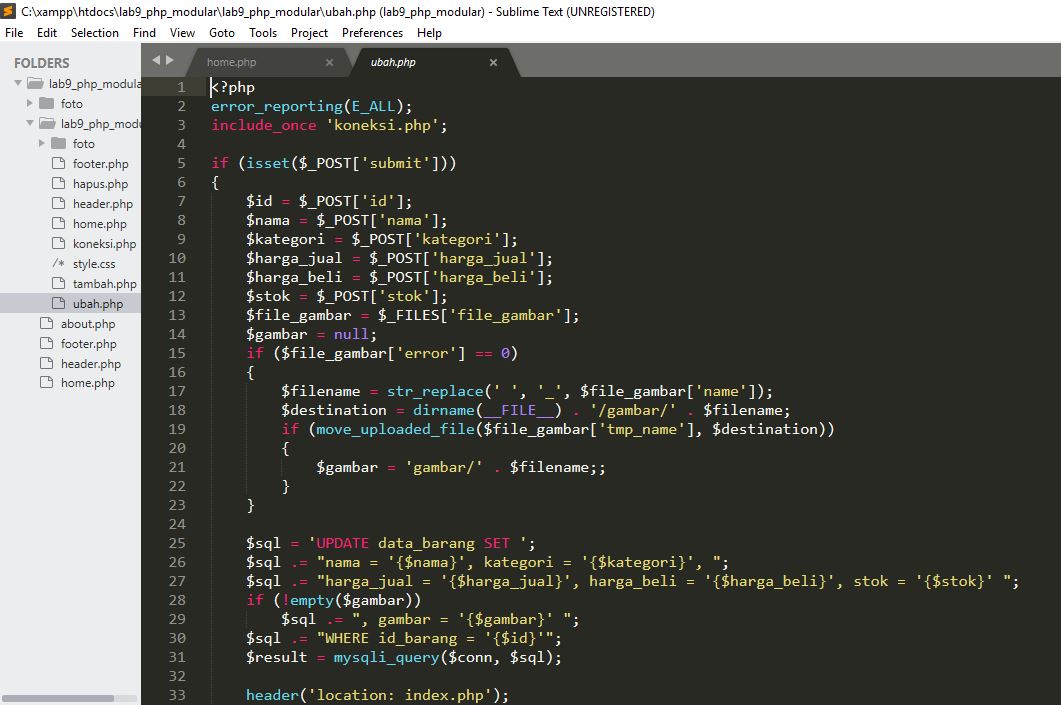 C:\xampp\htdocs\lab9_php_modular\lab9_php_modular\ubah.php (lab9_php_modular) - Sublime Text (UNREGISTERED)
File Edit Selection Find View Goto Tools Project Preferences Help
FOLDERS
lab9_php_modula
foto
lab9_php_modu
foto
footer.php
hapus.php
header.php
home.php
koneksi.php
/* style.css
tambah.php
ubah.php
about.php
footer.php
header.php
home.php
home.php × ubah.php ×
1 <?php
2 error_reporting(E_ALL);
3 include_once 'koneksi.php';
4
5 if (isset($_POST['submit']))
6 {
7     $id = $_POST['id'];
8     $nama = $_POST['nama'];
9     $kategori = $_POST['kategori'];
10     $harga_jual = $_POST['harga_jual'];
11     $harga_beli = $_POST['harga_beli'];
12     $stok = $_POST['stok'];
13     $file_gambar = $_FILES['file_gambar'];
14     $gambar = null;
15     if ($file_gambar['error'] == 0)
16     {
17         $filename = str_replace(' ', '_', $file_gambar['name']);
18         $destination = dirname(__FILE__) . '/gambar/' . $filename;
19         if (move_uploaded_file($file_gambar['tmp_name'], $destination))
20         {
21             $gambar = 'gambar/' . $filename;;
22         }
23     }
24
25     $sql = 'UPDATE data_barang SET ';
26     $sql .= "nama = '{$nama}', kategori = '{$kategori}', ";
27     $sql .= "harga_jual = '{$harga_jual}', harga_beli = '{$harga_beli}', stok = '{$stok}' ";
28     if (!empty($gambar))
29         $sql .= ", gambar = '{$gambar}' ";
30     $sql .= "WHERE id_barang = '{$id}'";
31     $result = mysqli_query($conn, $sql);
32
33     header('location: index.php');